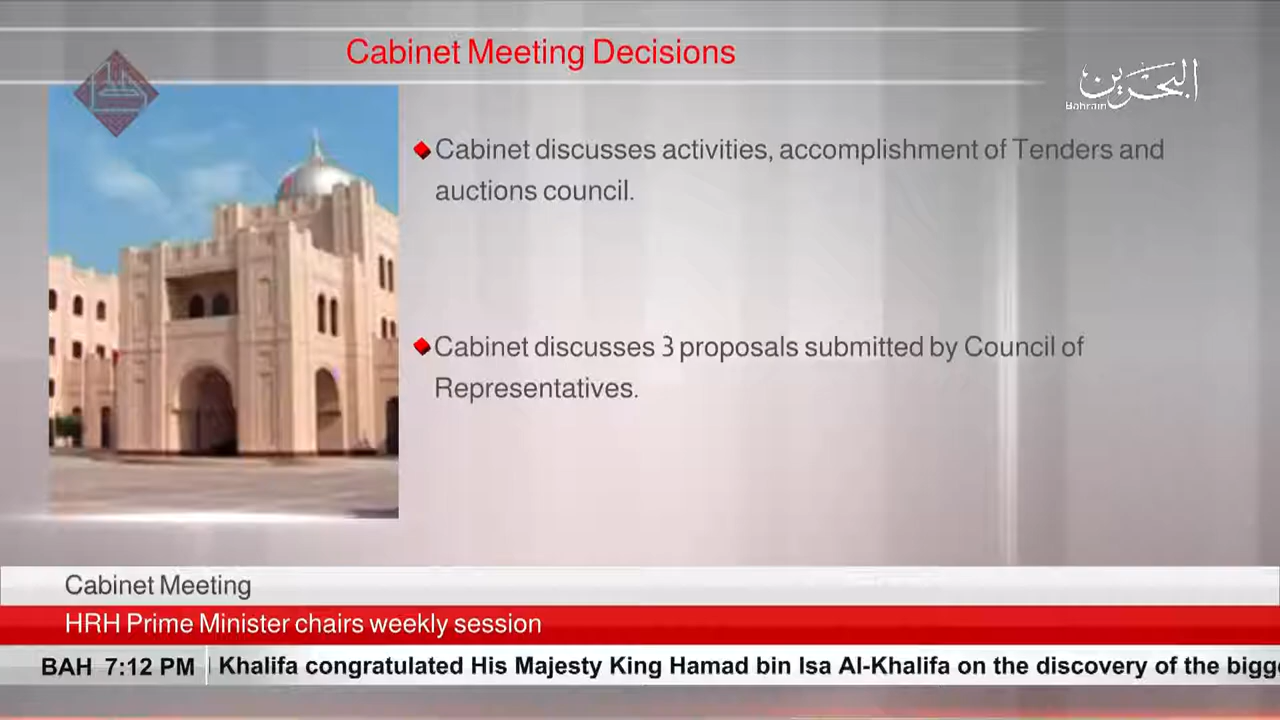 Cabinet Meeting Decisions
البحرين
Bahrain
Cabinet discusses activities, accomplishment of Tenders and
auctions council.
Cabinet discusses 3 proposals submitted by Council of
Representatives.
Cabinet Meeting
HRH Prime Minister chairs weekly session
BAH 7:12 PM Khalifa congratulated His Majesty King Hamad bin Isa Al-Khalifa on the discovery of the bigg